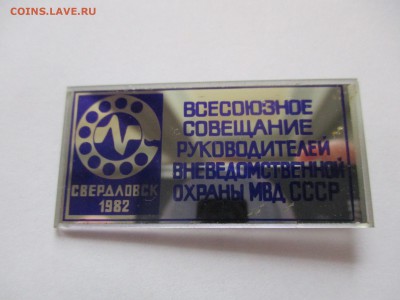 COINS.LAVE.RU
ВСЕСОЮЗНОЕ
СОВЕЩАНИЕ
РУКОВОДИТЕЛЕЙ
ВНЕВЕДОМСТВЕННОЙ
ОХРАНЫ МВД СССР
СВЕРДЛОВСК
1982